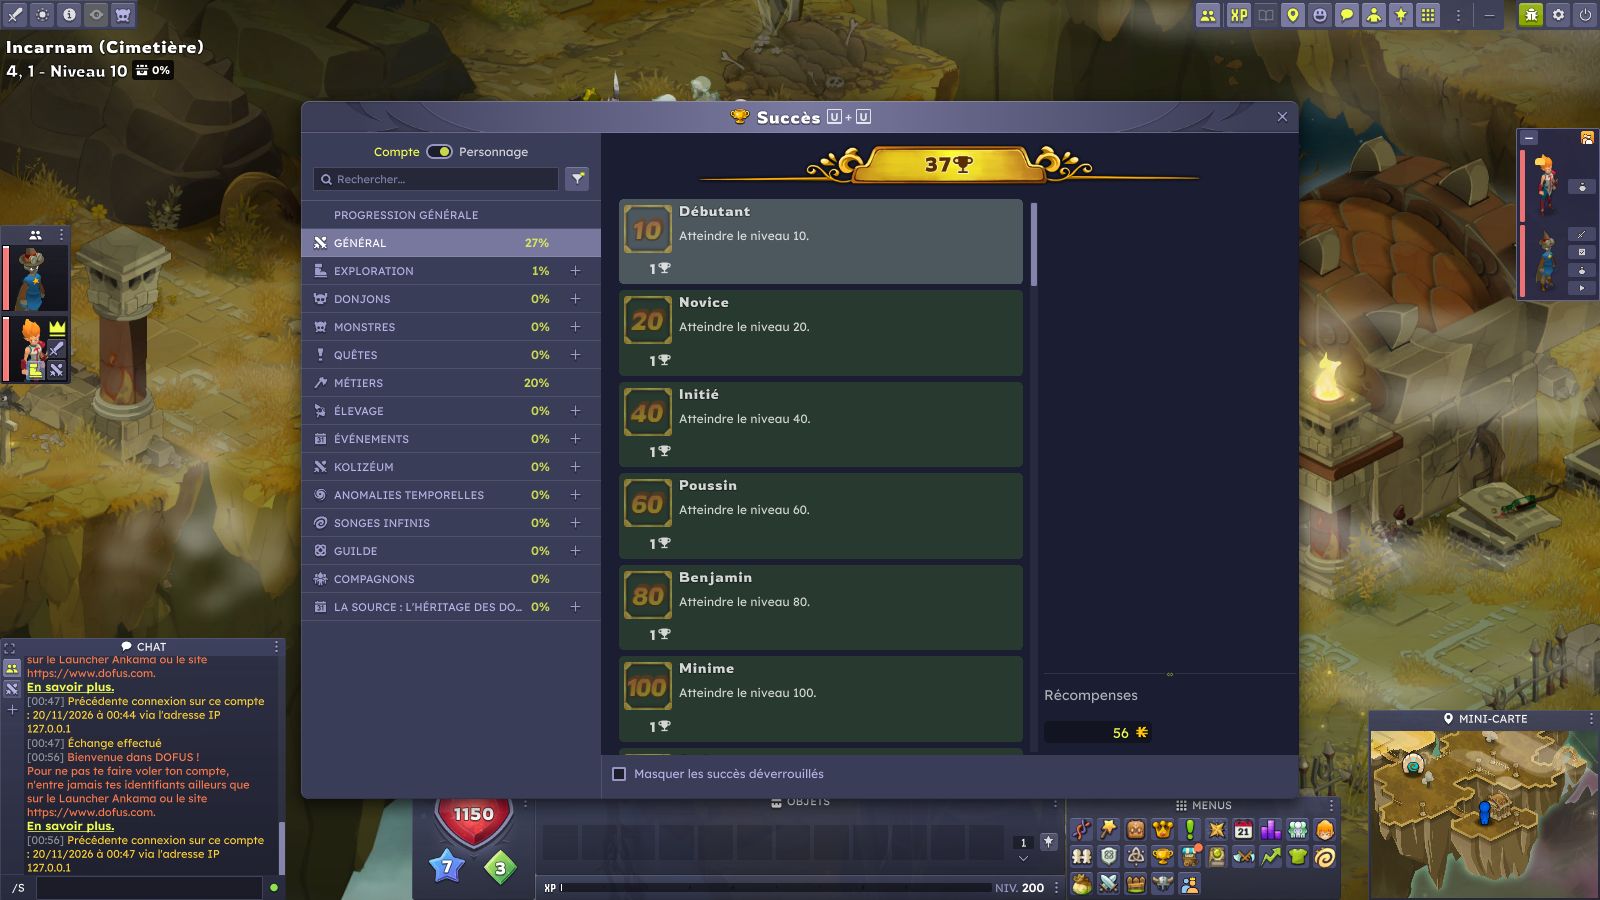 Incarnam (Cimetière)
4, 1 - Niveau 10 0%
XP
Succès U + U
Compte Personnage
Rechercher...
PROGRESSION GÉNÉRALE
GÉNÉRAL 27%
EXPLORATION 1% +
DONJONS 0% +
MONSTRES 0% +
QUÊTES 0% +
MÉTIERS 20%
ÉLEVAGE 0% +
ÉVÉNEMENTS 0% +
KOLIZÉUM 0% +
ANOMALIES TEMPORELLES 0% +
SONGES INFINIS 0% +
GUILDE 0% +
COMPAGNONS 0%
LA SOURCE : L'HÉRITAGE DES DO... 0% +
37
10
Débutant
Atteindre le niveau 10.
1
20
Novice
Atteindre le niveau 20.
1
40
Initié
Atteindre le niveau 40.
1
60
Poussin
Atteindre le niveau 60.
1
80
Benjamin
Atteindre le niveau 80.
1
100
Minime
Atteindre le niveau 100.
1
Récompenses
56
Masquer les succès déverrouillés
CHAT
sur le Launcher Ankama ou le site
https://www.dofus.com.
En savoir plus.
[00:47] Précédente connexion sur ce compte
: 20/11/2026 à 00:44 via l'adresse IP
127.0.0.1
[00:47] Échange effectué
[00:56] Bienvenue dans DOFUS !
Pour ne pas te faire voler ton compte,
n'entre jamais tes identifiants ailleurs que
sur le Launcher Ankama ou le site
https://www.dofus.com.
En savoir plus.
[00:56] Précédente connexion sur ce compte
: 20/11/2026 à 00:47 via l'adresse IP
127.0.0.1
/S
1150
7
3
OBJETS
1
XP NIV. 200
MENUS
21
MINI-CARTE